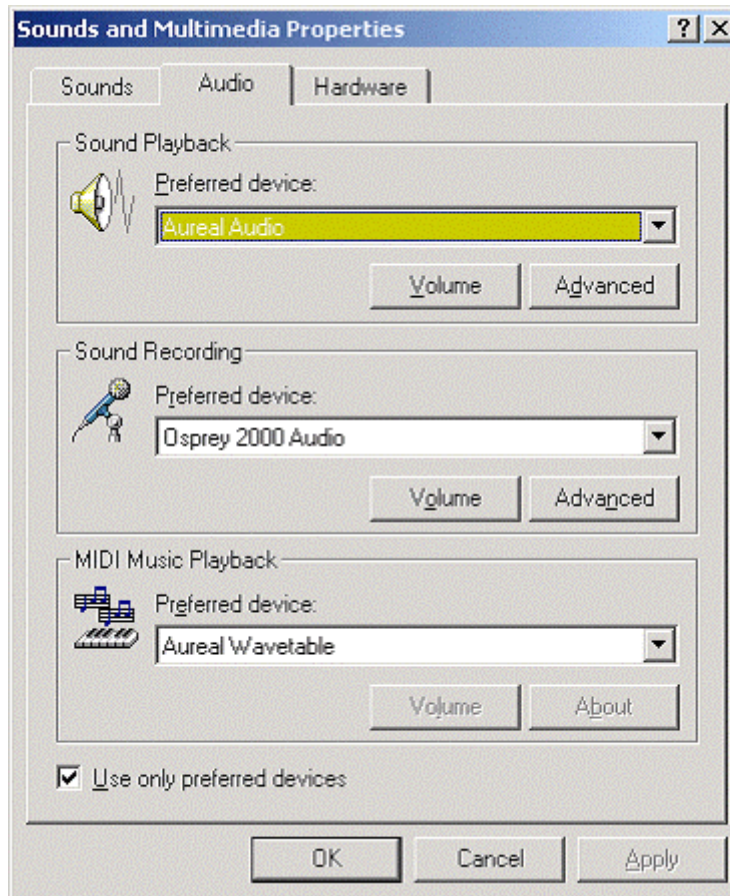 Sounds and Multimedia Properties
Sounds Audio Hardware
Sound Playback
Preferred device:
Aureal Audio
Volume Advanced
Sound Recording
Preferred device:
Osprey 2000 Audio
Volume Advanced
MIDI Music Playback
Preferred device:
Aureal Wavetable
Volume About
Use only preferred devices
OK Cancel Apply